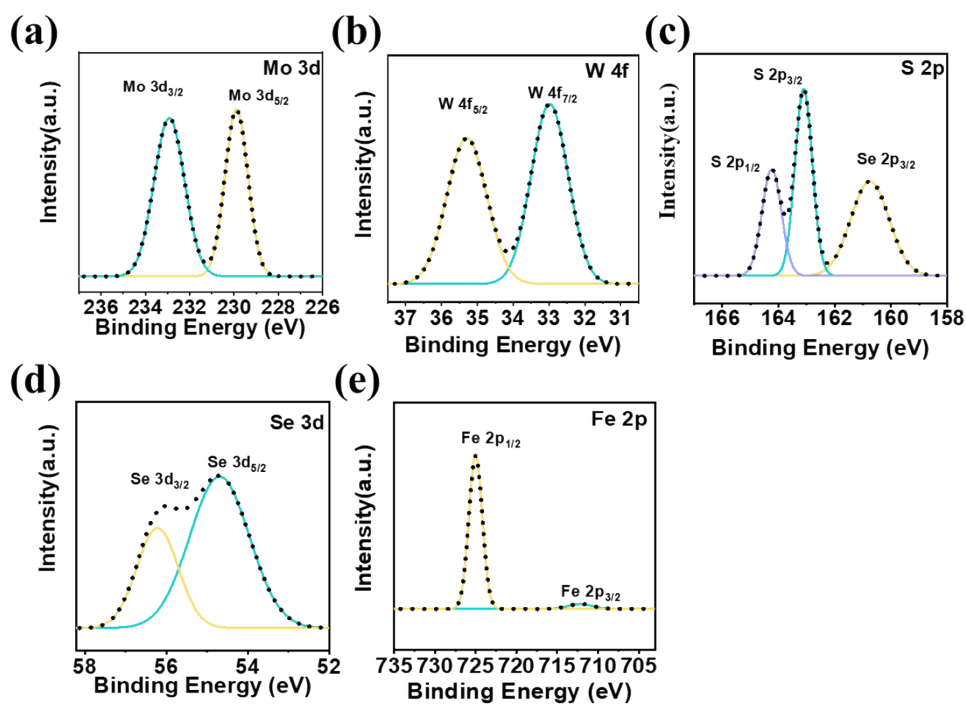 (a)
Mo 3d
Mo 3d3/2
Mo 3d5/2
Intensity(a.u.)
236 234 232 230 228 226
Binding Energy (eV)
(b)
W 4f
W 4f5/2
W 4f7/2
Intensity(a.u.)
37 36 35 34 33 32 31
Binding Energy (eV)
(c)
S 2p
S 2p3/2
S 2p1/2
Se 2p3/2
Intensity(a.u.)
166 164 162 160 158
Binding Energy (eV)
(d)
Se 3d
Se 3d3/2
Se 3d5/2
Intensity(a.u.)
58 56 54 52
Binding Energy (eV)
(e)
Fe 2p
Fe 2p1/2
Fe 2p3/2
Intensity(a.u.)
735 730 725 720 715 710 705
Binding Energy (eV)